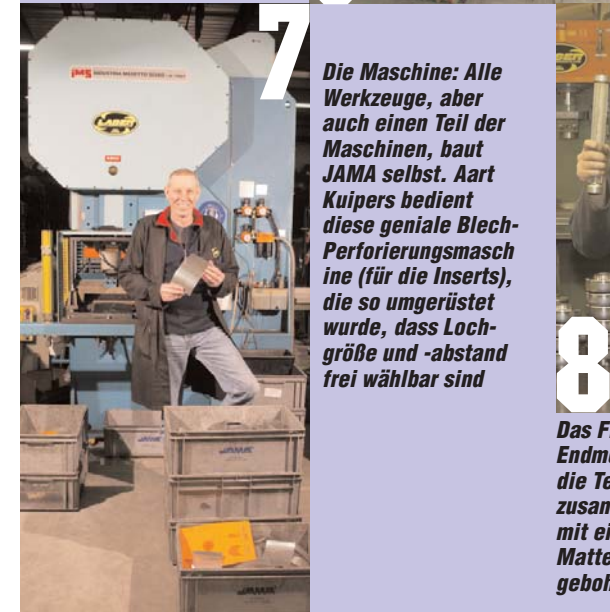 7
Die Maschine: Alle
Werkzeuge, aber
auch einen Teil der
Maschinen, baut
JAMA selbst. Aart
Kuipers bedient
diese geniale Blech-
Perforierungsmasch
ine (für die Inserts),
die so umgerüstet
wurde, dass Loch-
größe und -abstand
frei wählbar sind
LASER
JAMA
8
Das F
Endm
die Te
zusan
mit ei
Matte
geboh